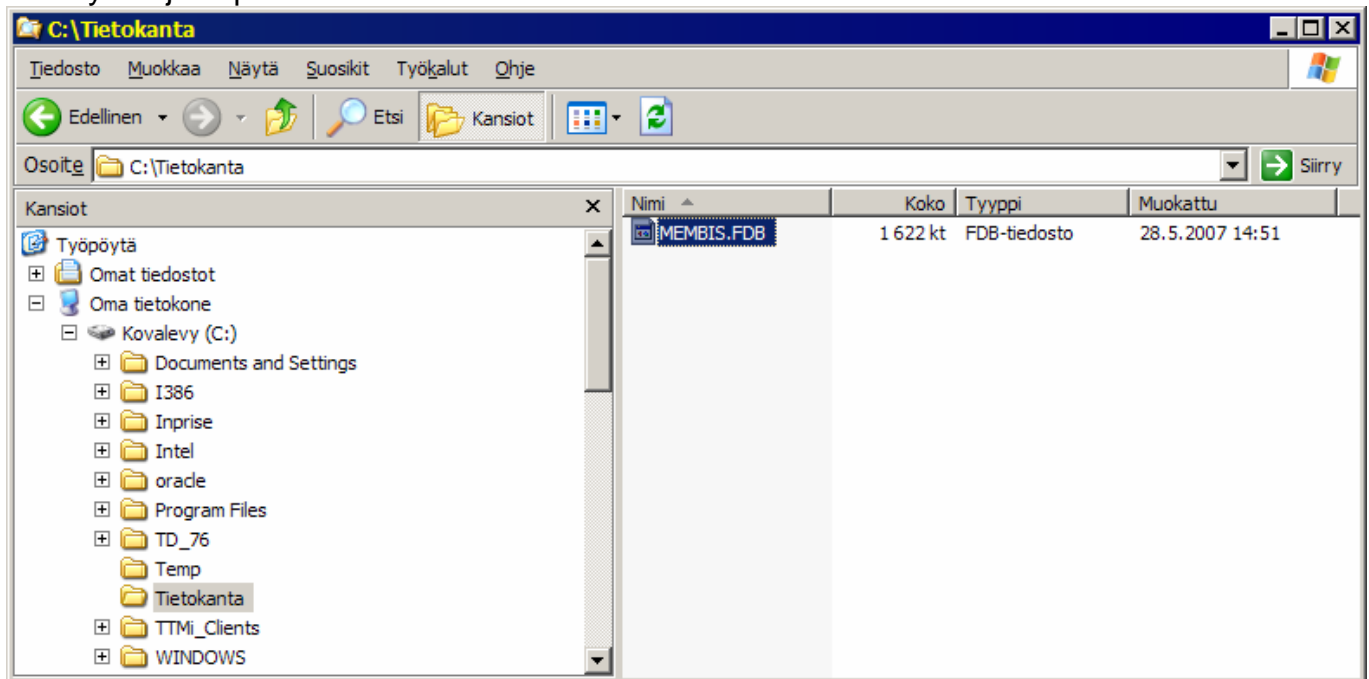 C:\Tietokanta
Tiedosto Muokkaa Näytä Suosikit Työkalut Ohje
Edellinen Etsi Kansiot
Osoite C:\Tietokanta Siirry
Kansiot
Nimi Koko Tyyppi Muokattu
MEMBIS.FDB 1 622 kt FDB-tiedosto 28.5.2007 14:51
Työpöytä
Omat tiedostot
Oma tietokone
Kovalevy (C:)
Documents and Settings
I386
Inprise
Intel
oracle
Program Files
TD_76
Temp
Tietokanta
TTMi_Clients
WINDOWS